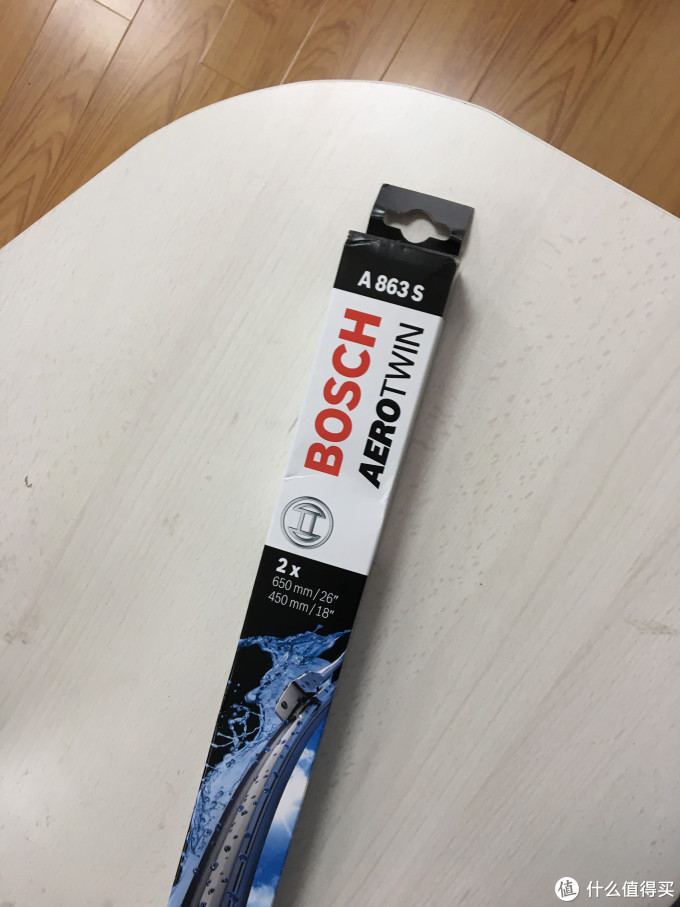 A 863 S
BOSCH
AEROTWIN
2 x
650 mm/26″
450 mm/18″
值 什么值得买